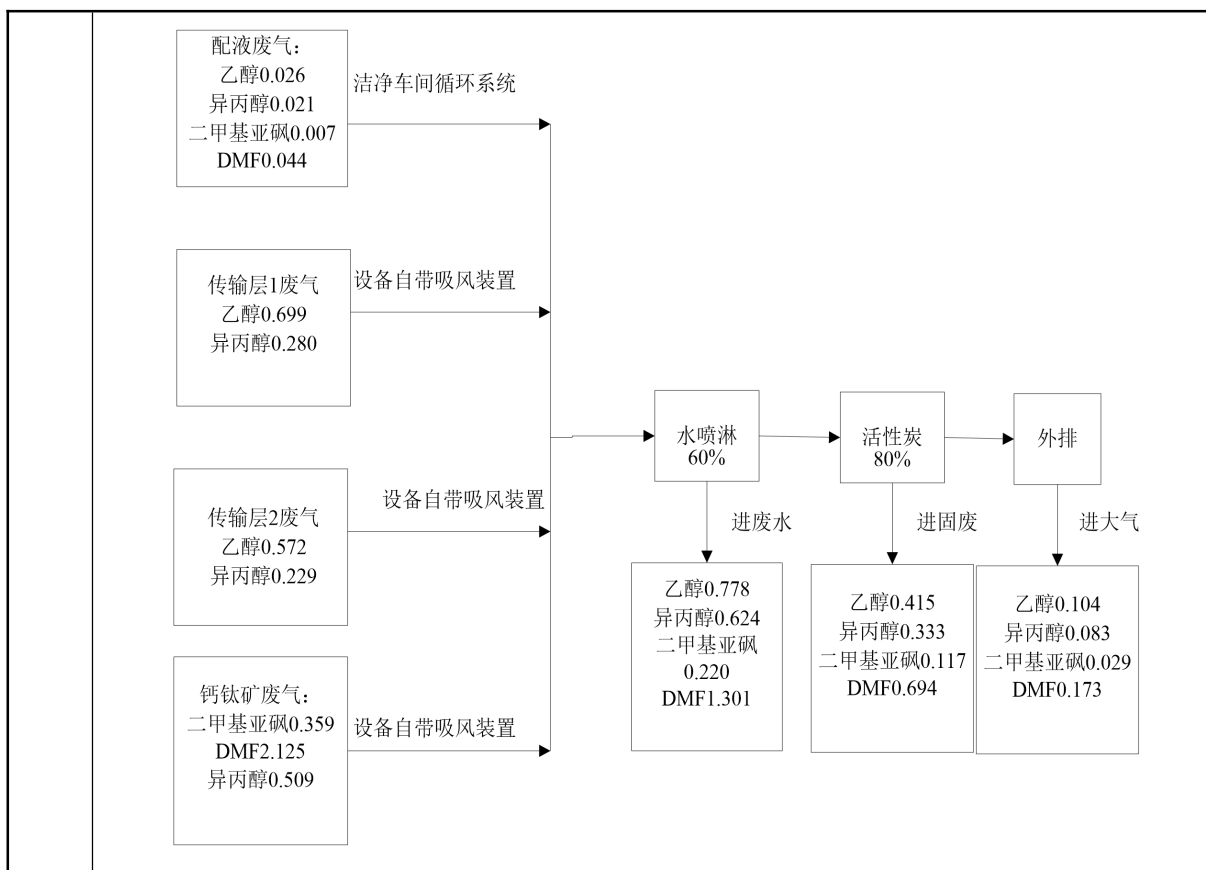 配液废气：
乙醇0.026
异丙醇0.021
二甲基亚砜0.007
DMF0.044
洁净车间循环系统
传输层1废气
乙醇0.699
异丙醇0.280
设备自带吸风装置
传输层2废气
乙醇0.572
异丙醇0.229
设备自带吸风装置
钙钛矿废气：
二甲基亚砜0.359
DMF2.125
异丙醇0.509
设备自带吸风装置
水喷淋
60%
活性炭
80%
外排
进废水
进固废
进大气
乙醇0.778
异丙醇0.624
二甲基亚砜
0.220
DMF1.301
乙醇0.415
异丙醇0.333
二甲基亚砜0.117
DMF0.694
乙醇0.104
异丙醇0.083
二甲基亚砜0.029
DMF0.173